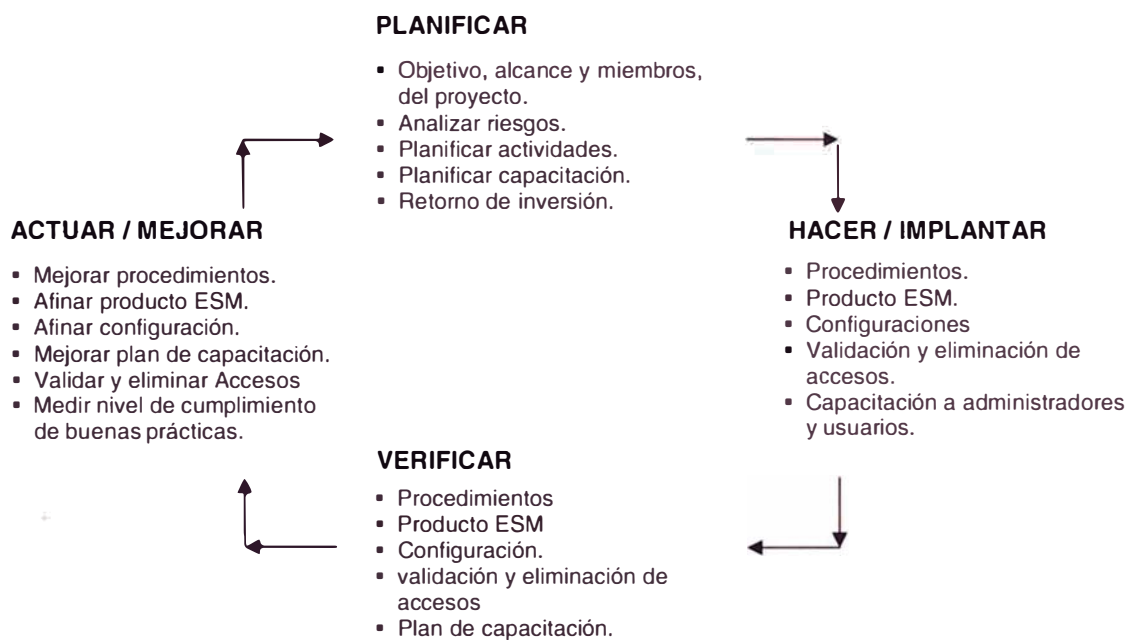 PLANIFICAR
▪ Objetivo, alcance y miembros,
del proyecto.
▪ Analizar riesgos.
▪ Planificar actividades.
▪ Planificar capacitación.
▪ Retorno de inversión.
ACTUAR / MEJORAR
▪ Mejorar procedimientos.
▪ Afinar producto ESM.
▪ Afinar configuración.
▪ Mejorar plan de capacitación.
▪ Validar y eliminar Accesos
▪ Medir nivel de cumplimiento
de buenas prácticas.
HACER / IMPLANTAR
▪ Procedimientos.
▪ Producto ESM.
▪ Configuraciones
▪ Validación y eliminación de
accesos.
▪ Capacitación a administradores
y usuarios.
VERIFICAR
▪ Procedimientos
▪ Producto ESM
▪ Configuración.
▪ validación y eliminación de
accesos
▪ Plan de capacitación.